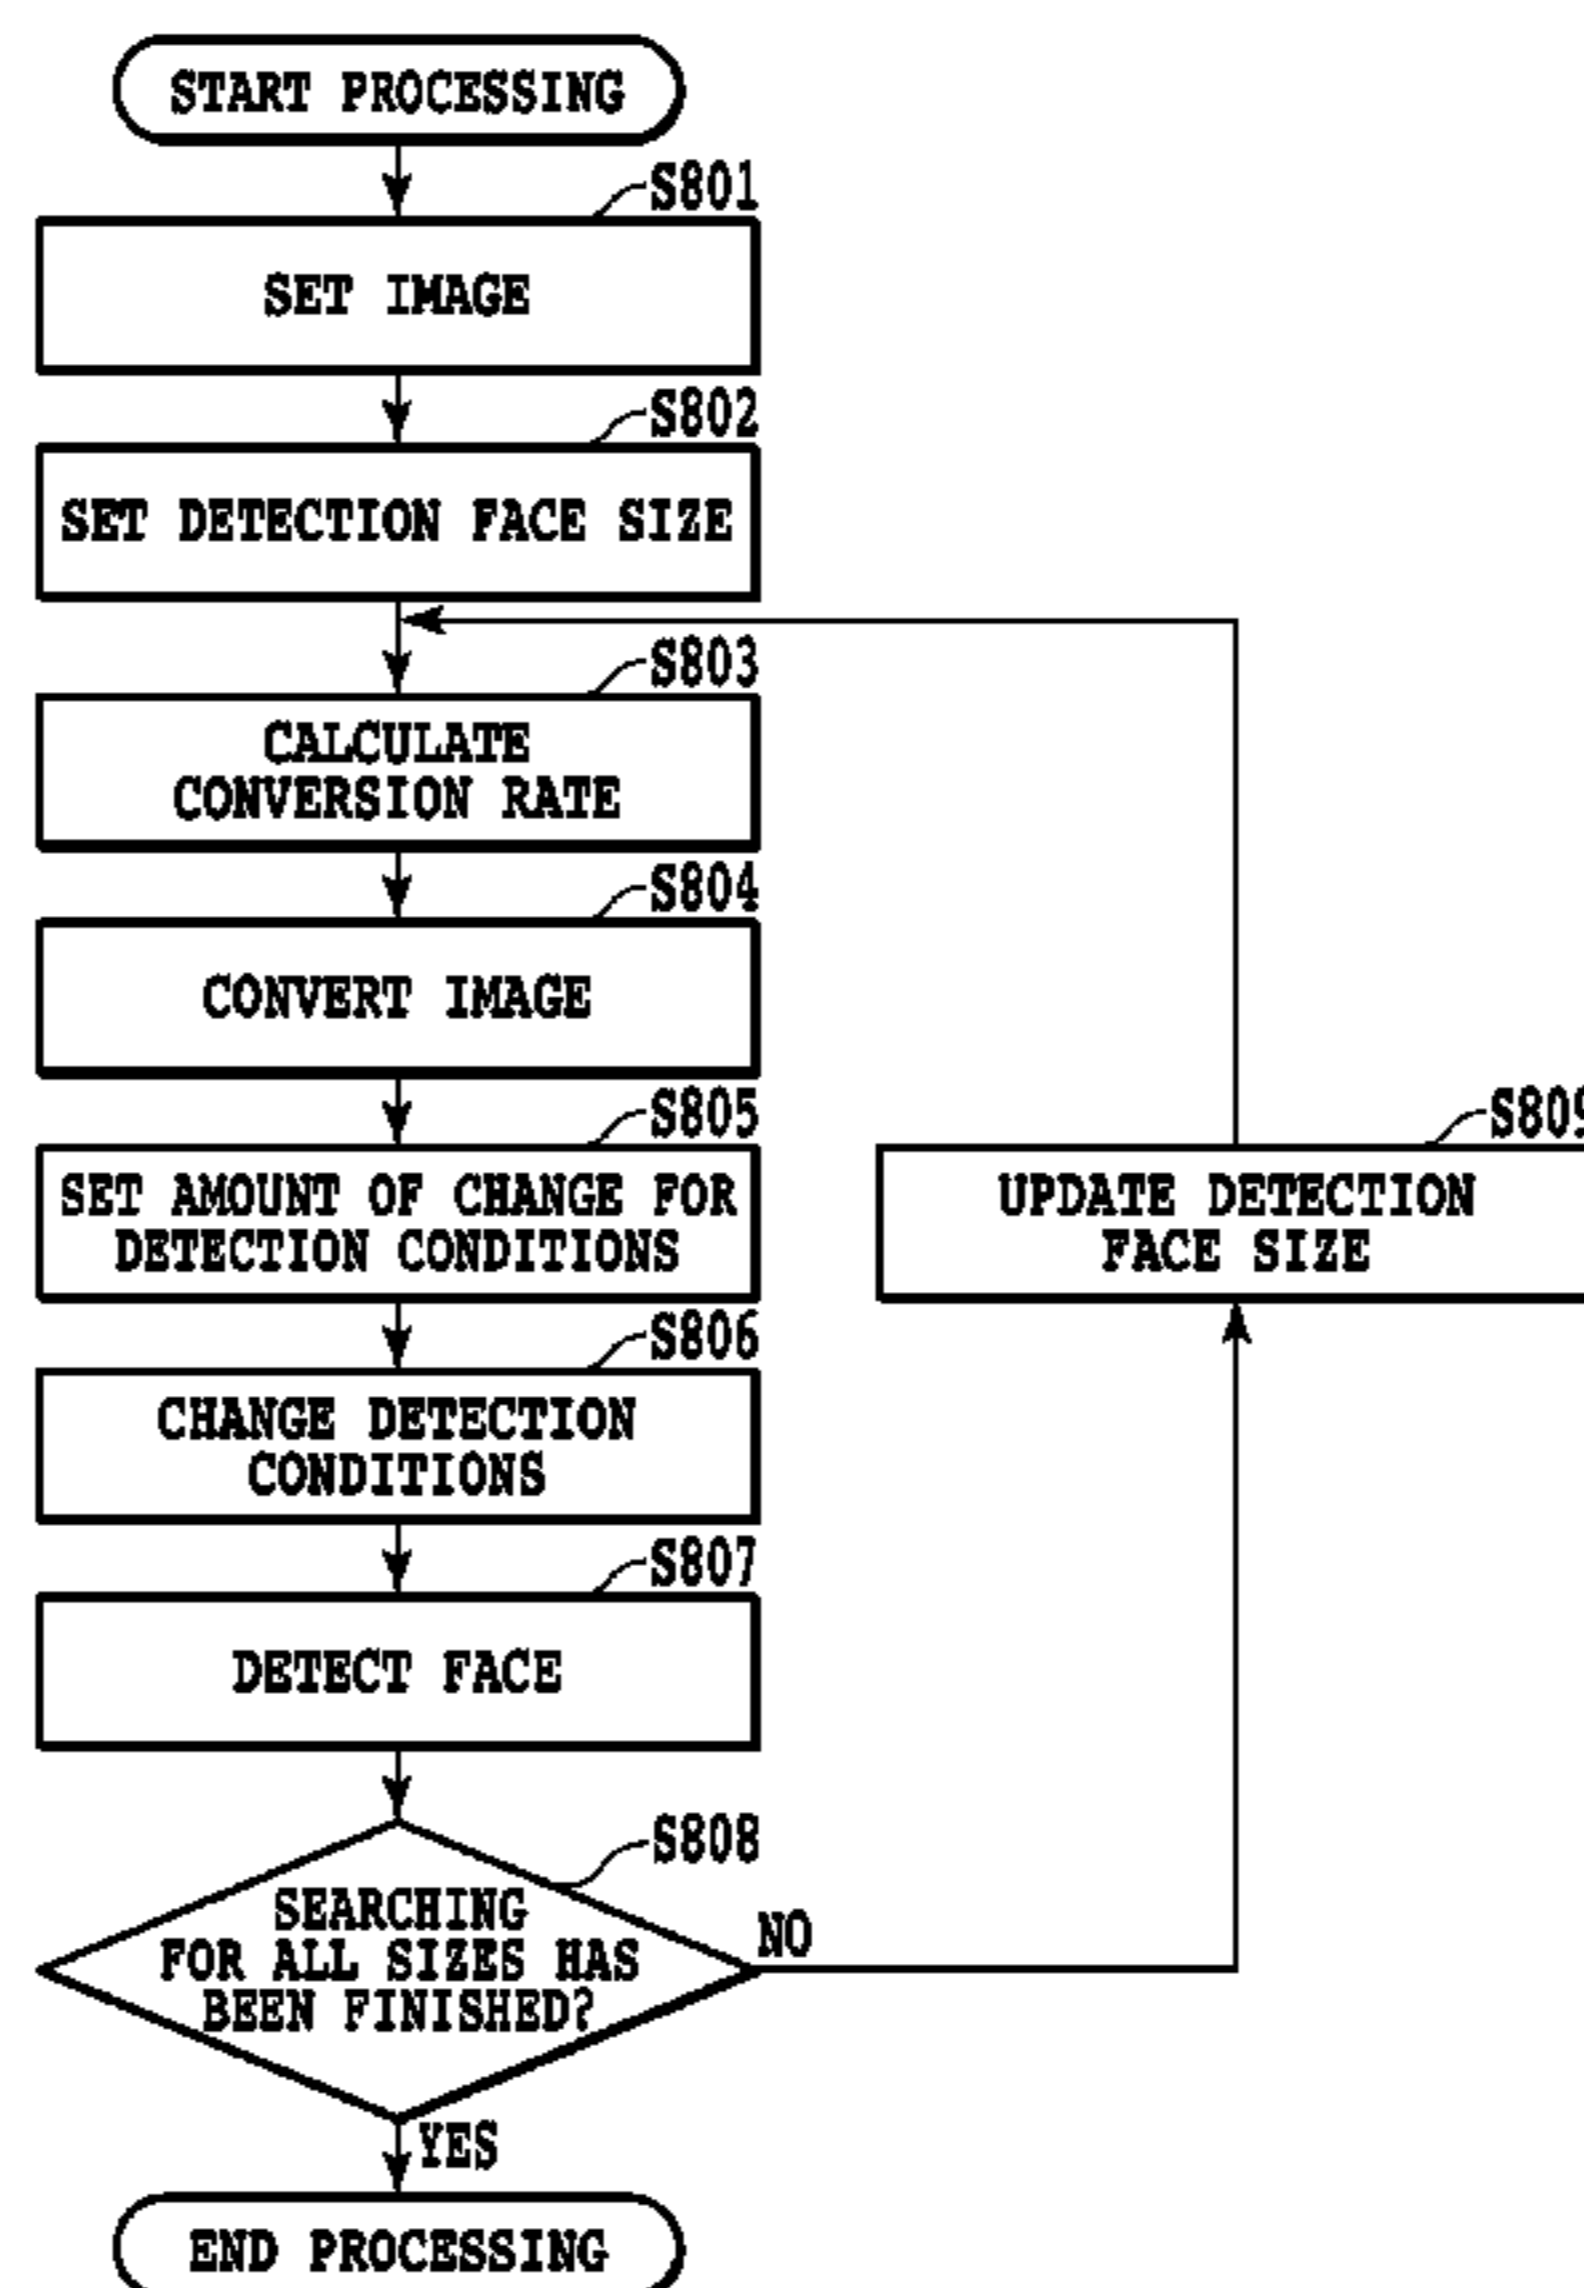 START PROCESSING
S801
SET IMAGE
S802
SET DETECTION FACE SIZE
S803
CALCULATE
CONVERSION RATE
S804
CONVERT IMAGE
S805
SET AMOUNT OF CHANGE FOR
DETECTION CONDITIONS
S806
CHANGE DETECTION
CONDITIONS
S807
DETECT FACE
S808
SEARCHING
FOR ALL SIZES HAS
BEEN FINISHED?
NO
S809
UPDATE DETECTION
FACE SIZE
YES
END PROCESSING